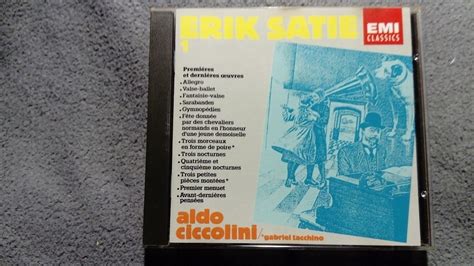 ERIK SATIE
1
EMI
CLASSICS
Premières
et dernières œuvres
. Allegro
. Valse-ballet
. Fantaisie-valse
. Sarabandes
. Gymnopédies
. Fête donnée
par des chevaliers
normands en l'honneur
d'une jeune demoiselle
. Trois morceaux
en forme de poire*
. Trois nocturnes
. Quatrième et
cinquième nocturnes
. Trois petites
pièces montées*
. Premier menuet
. Avant-dernières
pensées
aldo
ciccolini/*gabriel tacchino